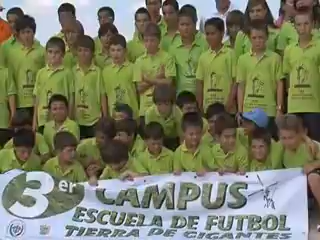 3er CAMPUS
ESCUELA DE FUTBOL
TIERRA DE GIGANTES